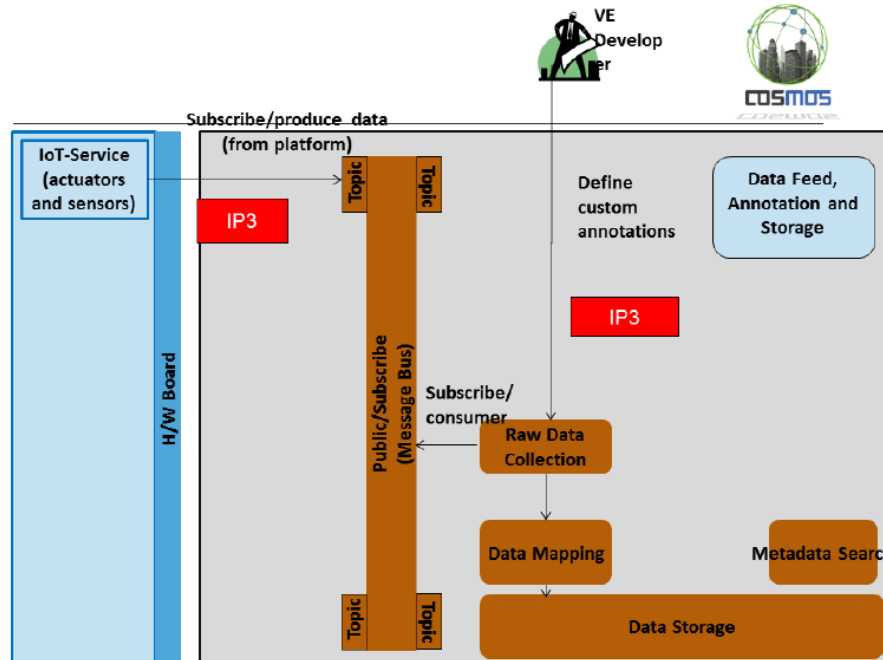 VE
Develop
er
COSMOS
Subscribe/produce data
(from platform)
IoT-Service
(actuators
and sensors)
Topic
Topic
IP3
Define
custom
annotations
Data Feed,
Annotation and
Storage
IP3
H/W Board
Public/Subscribe
(Message Bus)
Subscribe/
consumer
Raw Data
Collection
Data Mapping
Metadata Searc
Topic
Topic
Data Storage